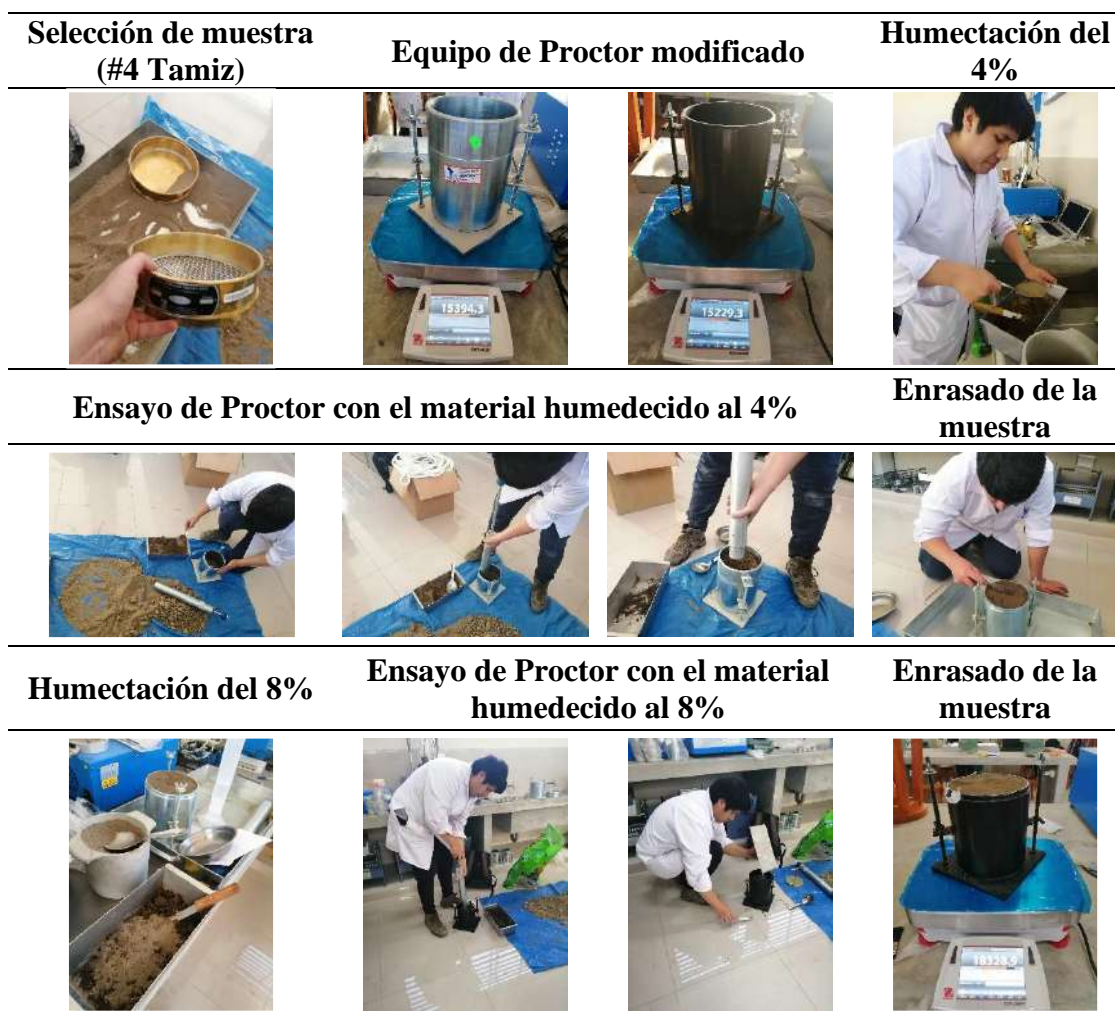 Selección de muestra
(#4 Tamiz)
Equipo de Proctor modificado
Humectación del
4%
15394.3
15229.3
Ensayo de Proctor con el material humedecido al 4%
Enrasado de la
muestra
Humectación del 8%
Ensayo de Proctor con el material
humedecido al 8%
Enrasado de la
muestra
18328.9